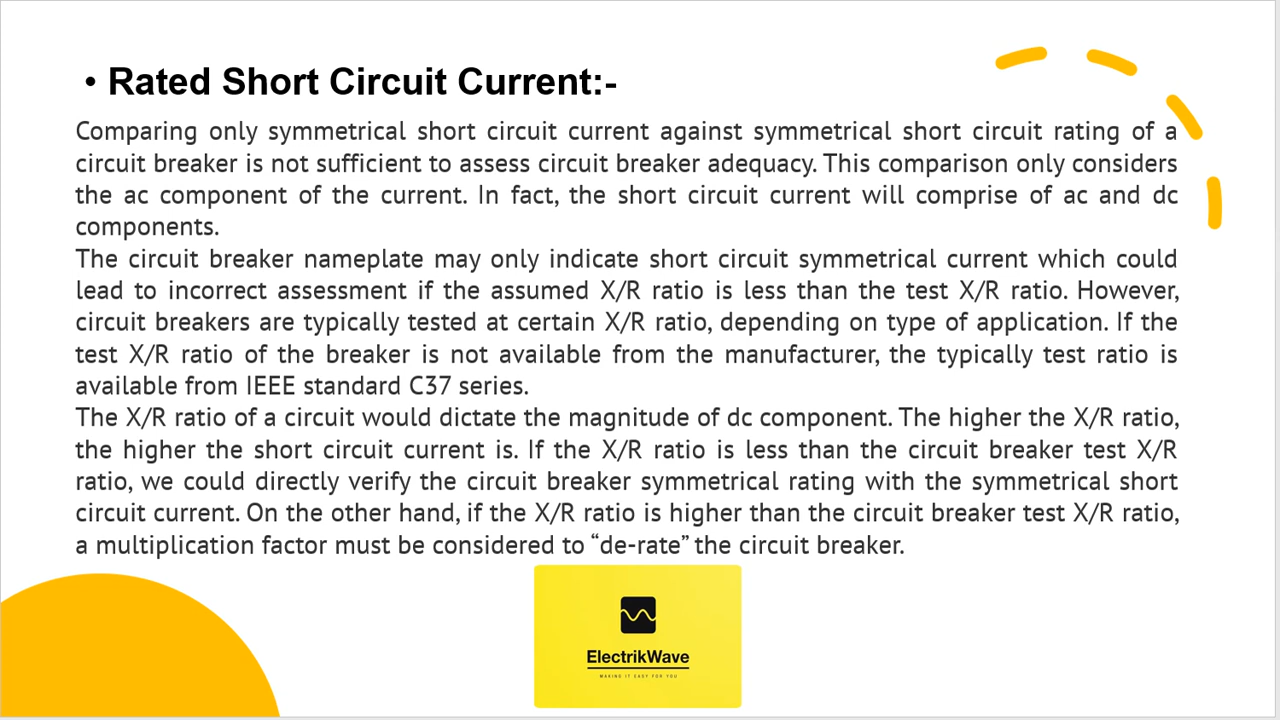 • Rated Short Circuit Current:-
Comparing only symmetrical short circuit current against symmetrical short circuit rating of a
circuit breaker is not sufficient to assess circuit breaker adequacy. This comparison only considers
the ac component of the current. In fact, the short circuit current will comprise of ac and dc
components.
The circuit breaker nameplate may only indicate short circuit symmetrical current which could
lead to incorrect assessment if the assumed X/R ratio is less than the test X/R ratio. However,
circuit breakers are typically tested at certain X/R ratio, depending on type of application. If the
test X/R ratio of the breaker is not available from the manufacturer, the typically test ratio is
available from IEEE standard C37 series.
The X/R ratio of a circuit would dictate the magnitude of dc component. The higher the X/R ratio,
the higher the short circuit current is. If the X/R ratio is less than the circuit breaker test X/R
ratio, we could directly verify the circuit breaker symmetrical rating with the symmetrical short
circuit current. On the other hand, if the X/R ratio is higher than the circuit breaker test X/R ratio,
a multiplication factor must be considered to “de-rate” the circuit breaker.
ElectrikWave
MAKING IT EASY FOR YOU